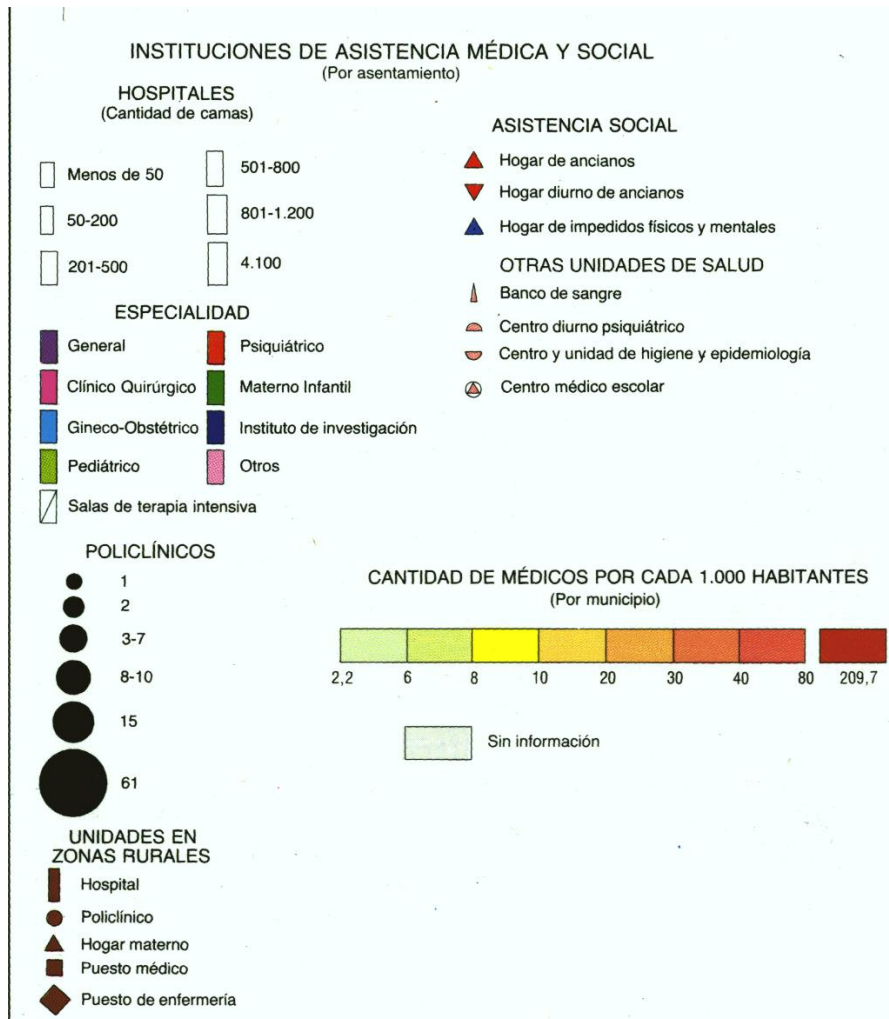 INSTITUCIONES DE ASISTENCIA MÉDICA Y SOCIAL
(Por asentamiento)
HOSPITALES
(Cantidad de camas)
Menos de 50
50-200
201-500
501-800
801-1.200
4.100
ESPECIALIDAD
General
Clínico Quirúrgico
Gineco-Obstétrico
Pediátrico
Salas de terapia intensiva
Psiquiátrico
Materno Infantil
Instituto de investigación
Otros
POLICLÍNICOS
1
2
3-7
8-10
15
61
UNIDADES EN
ZONAS RURALES
Hospital
Policlínico
Hogar materno
Puesto médico
Puesto de enfermería
ASISTENCIA SOCIAL
Hogar de ancianos
Hogar diurno de ancianos
Hogar de impedidos físicos y mentales
OTRAS UNIDADES DE SALUD
Banco de sangre
Centro diurno psiquiátrico
Centro y unidad de higiene y epidemiología
Centro médico escolar
CANTIDAD DE MÉDICOS POR CADA 1.000 HABITANTES
(Por municipio)
2,2 6 8 10 20 30 40 80 209,7
Sin información